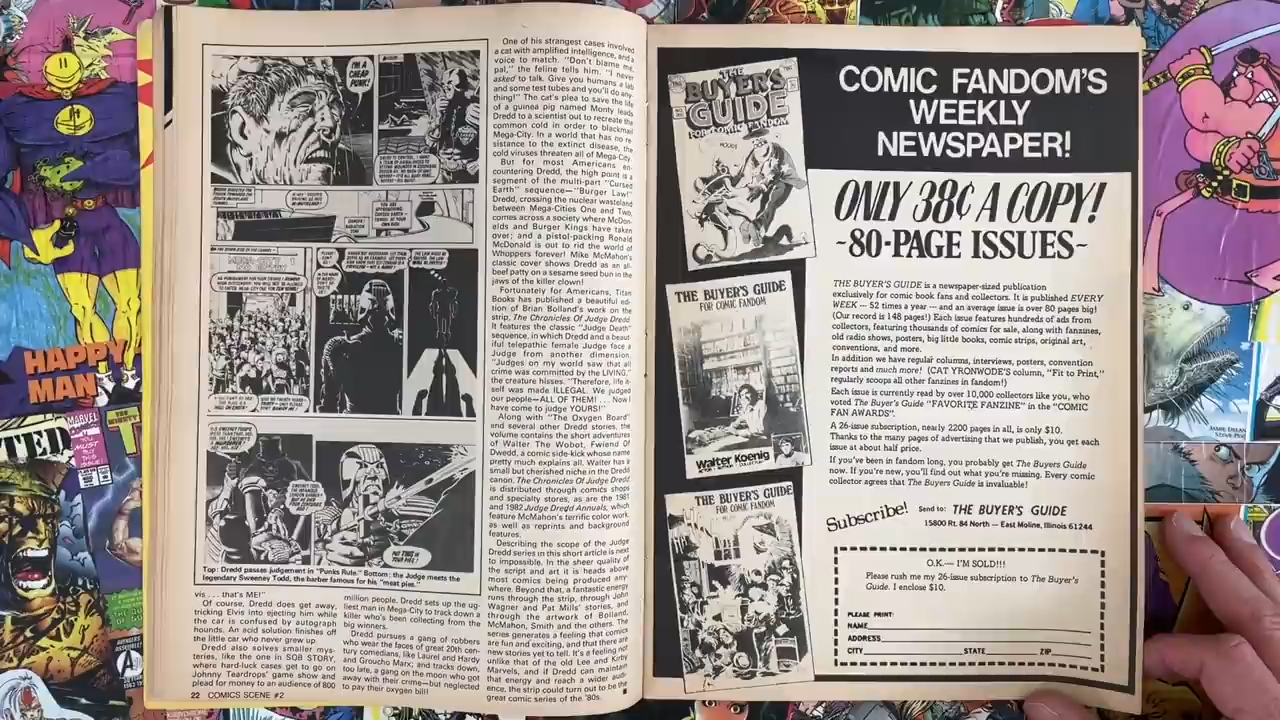 I'M A
CHEAP
PUNK!
MEGA-CITY 1
PUT THIS IN
YOUR PIPE!
Top: Dredd passes judgement in "Punks Rule." Bottom: the Judge meets the
legendary Sweeney Todd, the barber famous for his "meat pies."
vis . . . that's ME!"
Of course, Dredd does get away,
tricking Elvis into ejecting him while
the car is confused by autograph
hounds. An acid solution finishes off
the little car who never grew up.
Dredd also solves smaller mys-
teries, like the one in SOB STORY,
where hard-luck cases get to go on
Johnny Teardrops' game show and
plead for money to an audience of 800
million people. Dredd sets up the ug-
liest man in Mega-City to track down a
killer who's been collecting from the
big winners.
Dredd pursues a gang of robbers
who wear the faces of great 20th cen-
tury comedians, like Laurel and Hardy
and Groucho Marx; and tracks down,
too late, a gang on the moon who got
away with their crime—but neglected
to pay their oxygen bill!
One of his strangest cases involved
a cat with amplified intelligence, and a
voice to match. "Don't blame me,
pal," the feline tells him. "I never
asked to talk. Give you humans a lab
and some test tubes and you'll do any-
thing!" The cat's plea to save the life
of a guinea pig named Monty leads
Dredd to a scientist out to recreate the
common cold in order to blackmail
Mega-City. In a world that has no re-
sistance to the extinct disease, the
cold viruses threaten all of Mega-City.
But for most Americans en-
countering Dredd, the high point is a
segment of the multi-part "Cursed
Earth" sequence—"Burger Law!"
Dredd, crossing the nuclear wasteland
between Mega-Cities One and Two,
comes across a society where McDon-
alds and Burger Kings have taken
over; and a pistol-packing Ronald
McDonald is out to rid the world of
Whoppers forever! Mike McMahon's
classic cover shows Dredd as an all-
beef patty on a sesame seed bun in the
jaws of the killer clown!
Fortunately for Americans, Titan
Books has published a beautiful ed-
ition of Brian Bolland's work on the
strip, The Chronicles Of Judge Dredd.
It features the classic "Judge Death"
sequence, in which Dredd and a beaut-
iful telepathic female Judge face a
Judge from another dimension.
"Judges on my world saw that all
crime was committed by the LIVING,"
the creature hisses. "Therefore, life it-
self was made ILLEGAL. We judged
our people—ALL OF THEM! . . . Now I
have come to judge YOURS!"
Along with "The Oxygen Board"
and several other Dredd stories, the
volume contains the short adventures
of Walter The Wobot, Fwiend Of
Dwedd, a comic side-kick whose name
pretty much explains all. Walter has a
small but cherished niche in the Dredd
canon. The Chronicles Of Judge Dredd
is distributed through comics shops
and specialty stores, as are the 1981
and 1982 Judge Dredd Annuals, which
feature McMahon's terrific color work,
as well as reprints and background
features.
Describing the scope of the Judge
Dredd series in this short article is next
to impossible. In the sheer quality of
the script and art it is heads above
most comics being produced any-
where. Beyond that, a fantastic energy
runs through the strip, through John
Wagner and Pat Mills' stories, and
through the artwork of Bolland,
McMahon, Smith and the others. The
series generates a feeling that comics
are fun and exciting, and that there are
new stories yet to tell. It's a feeling not
unlike that of the old Lee and Kirby
Marvels, and if Dredd can maintain
that energy and reach a wider audi-
ence, the strip could turn out to be the
great comic series of the '80s.
22 COMICS SCENE #2
THE
BUYER'S
GUIDE
FOR COMIC FANDOM
THE BUYER'S GUIDE
FOR COMIC FANDOM
Walter Koenig
THE BUYER'S GUIDE
FOR COMIC FANDOM
COMIC FANDOM'S
WEEKLY
NEWSPAPER!
ONLY 38¢ A COPY!
~80-PAGE ISSUES~
THE BUYER'S GUIDE is a newspaper-sized publication
exclusively for comic book fans and collectors. It is published EVERY
WEEK — 52 times a year — and an average issue is over 80 pages big!
(Our record is 148 pages!) Each issue features hundreds of ads from
collectors, featuring thousands of comics for sale, along with fanzines,
old radio shows, posters, big little books, comic strips, original art,
conventions, and more.
In addition we have regular columns, interviews, posters, convention
reports and much more! (CAT YRONWODE'S column, "Fit to Print,"
regularly scoops all other fanzines in fandom!)
Each issue is currently read by over 10,000 collectors like you, who
voted The Buyer's Guide "FAVORITE FANZINE" in the "COMIC
FAN AWARDS".
A 26-issue subscription, nearly 2200 pages in all, is only $10.
Thanks to the many pages of advertising that we publish, you get each
issue at about half price.
If you've been in fandom long, you probably get The Buyers Guide
now. If you're new, you'll find out what you're missing. Every comic
collector agrees that The Buyers Guide is invaluable!
Subscribe!
Send to: THE BUYER'S GUIDE
15800 Rt. 84 North — East Moline, Illinois 61244
O.K.— I'M SOLD!!!
Please rush me my 26-issue subscription to The Buyer's
Guide. I enclose $10.
PLEASE PRINT:
NAME
ADDRESS
CITY STATE ZIP
HAPPY
MAN
MARVEL